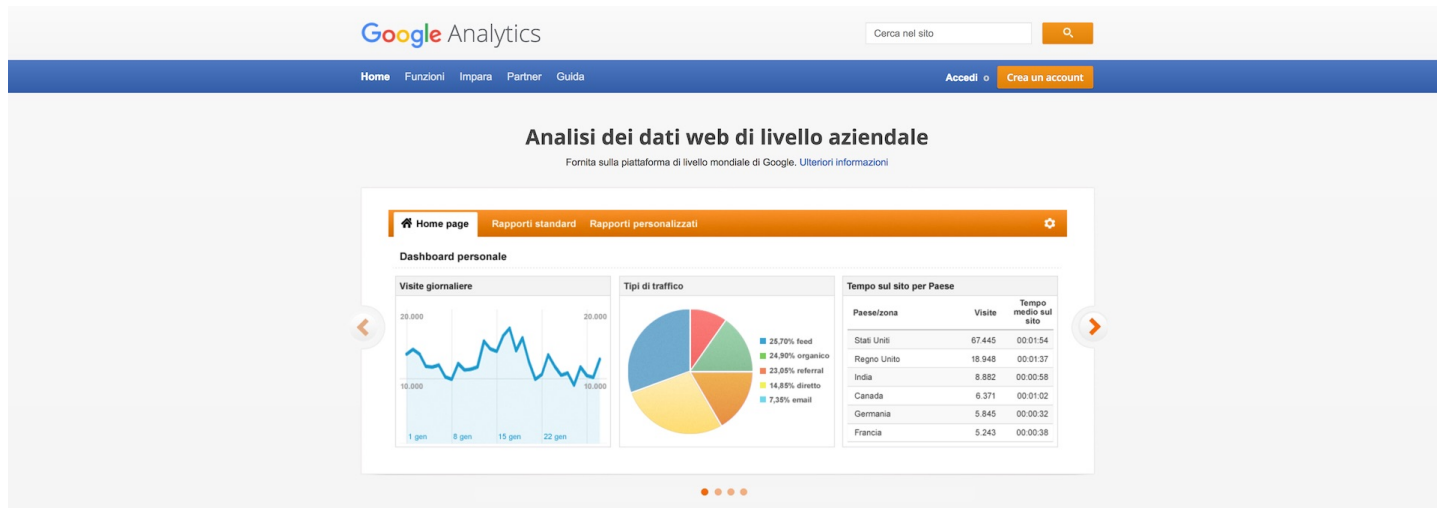 Google Analytics
Cerca nel sito
Home Funzioni Impara Partner Guida
Accedi o Crea un account
Analisi dei dati web di livello aziendale
Fornita sulla piattaforma di livello mondiale di Google. Ulteriori informazioni
Home page Rapporti standard Rapporti personalizzati
Dashboard personale
Visite giornaliere
20.000 20.000
10.000 10.000
1 gen 8 gen 15 gen 22 gen
Tipi di traffico
25,70% feed
24,90% organico
23,05% referral
14,85% diretto
7,35% email
Tempo sul sito per Paese
Paese/zona Visite Tempo medio sul sito
Stati Uniti 67.445 00:01:54
Regno Unito 18.948 00:01:37
India 8.882 00:00:58
Canada 6.371 00:01:02
Germania 5.845 00:00:32
Francia 5.243 00:00:38